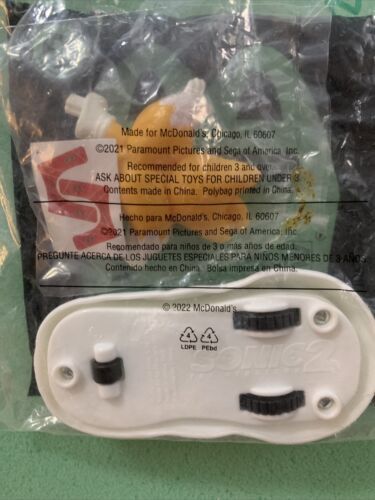 Made for McDonald's, Chicago, IL 60607
©2021 Paramount Pictures and Sega of America, Inc.
Recommended for children 3 and over.
ASK ABOUT SPECIAL TOYS FOR CHILDREN UNDER 3.
Contents made in China. Polybag printed in China.
Hecho para McDonald's, Chicago, IL 60607
©2021 Paramount Pictures and Sega of America, Inc.
Recomendado para niños de 3 o más años de edad.
PREGUNTE ACERCA DE LOS JUGUETES ESPECIALES PARA NIÑOS MENORES DE 3 AÑOS.
Contenido hecho en China. Bolsa impresa en China.
© 2022 McDonald's
4 4
LDPE PEbd
SONIC 2